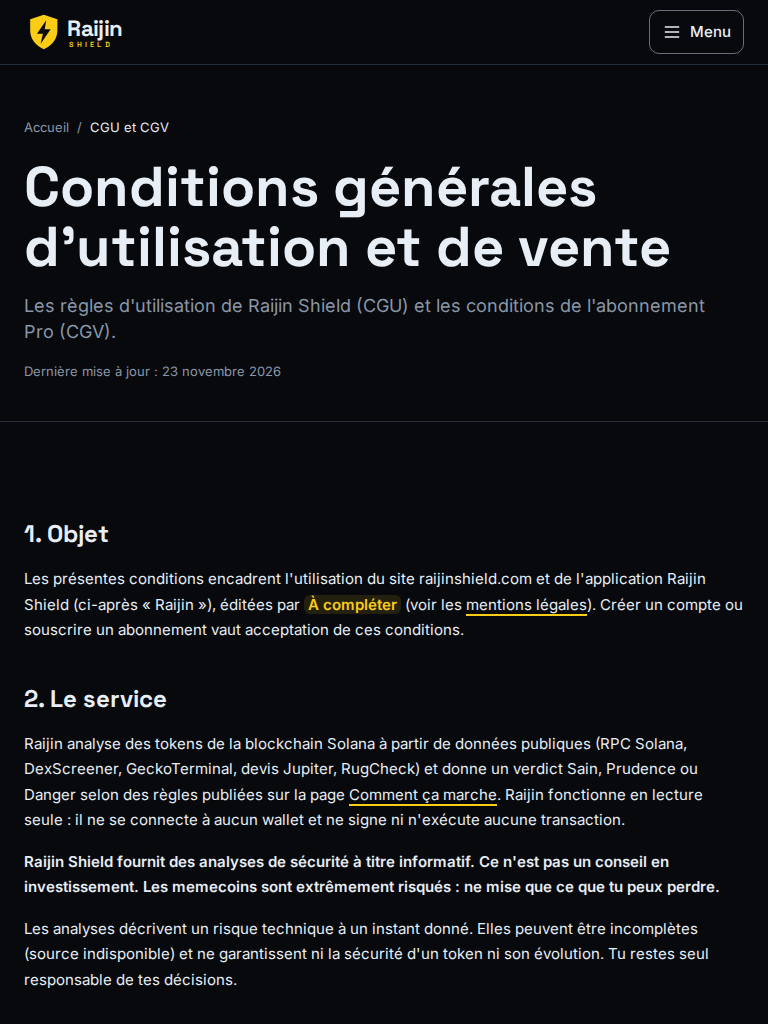 Raijin
SHIELD
Menu
Accueil / CGU et CGV
Conditions générales
d’utilisation et de vente
Les règles d'utilisation de Raijin Shield (CGU) et les conditions de l'abonnement
Pro (CGV).
Dernière mise à jour : 23 novembre 2026
1. Objet
Les présentes conditions encadrent l'utilisation du site raijinshield.com et de l'application Raijin
Shield (ci-après « Raijin »), éditées par À compléter (voir les mentions légales). Créer un compte ou
souscrire un abonnement vaut acceptation de ces conditions.
2. Le service
Raijin analyse des tokens de la blockchain Solana à partir de données publiques (RPC Solana,
DexScreener, GeckoTerminal, devis Jupiter, RugCheck) et donne un verdict Sain, Prudence ou
Danger selon des règles publiées sur la page Comment ça marche. Raijin fonctionne en lecture
seule : il ne se connecte à aucun wallet et ne signe ni n'exécute aucune transaction.
Raijin Shield fournit des analyses de sécurité à titre informatif. Ce n'est pas un conseil en
investissement. Les memecoins sont extrêmement risqués : ne mise que ce que tu peux perdre.
Les analyses décrivent un risque technique à un instant donné. Elles peuvent être incomplètes
(source indisponible) et ne garantissent ni la sécurité d'un token ni son évolution. Tu restes seul
responsable de tes décisions.